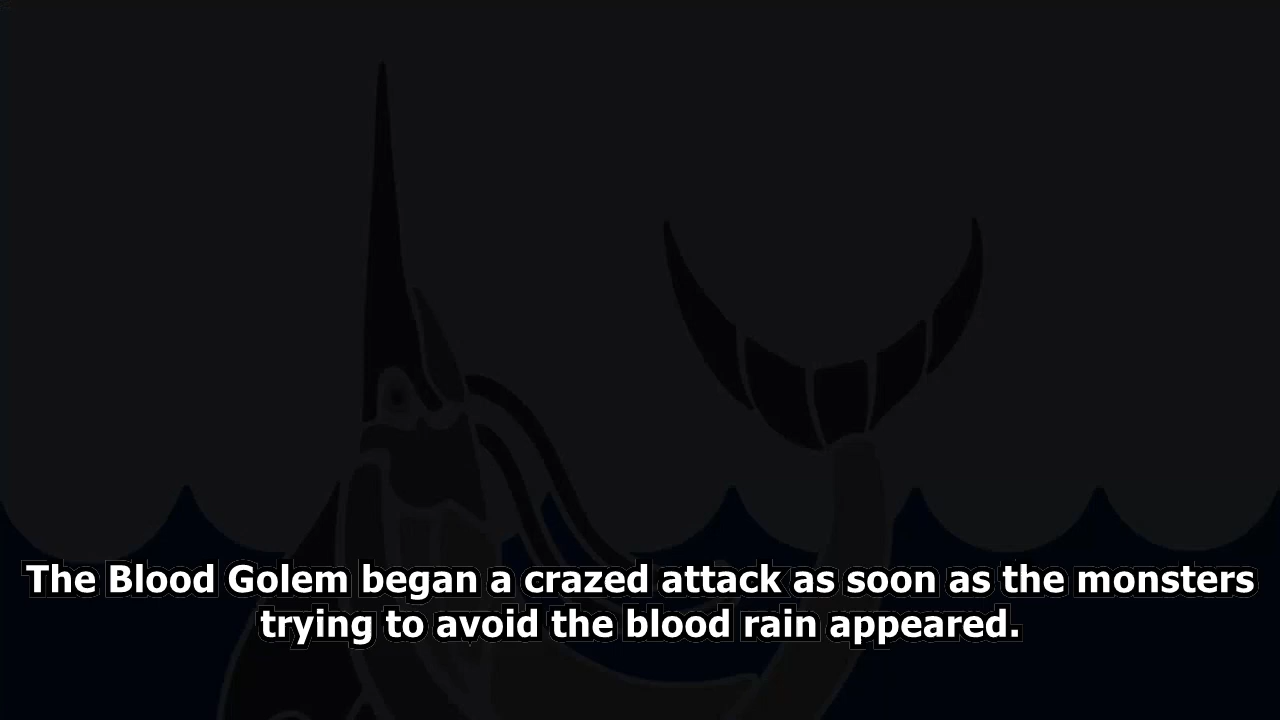 The Blood Golem began a crazed attack as soon as the monsters
trying to avoid the blood rain appeared.